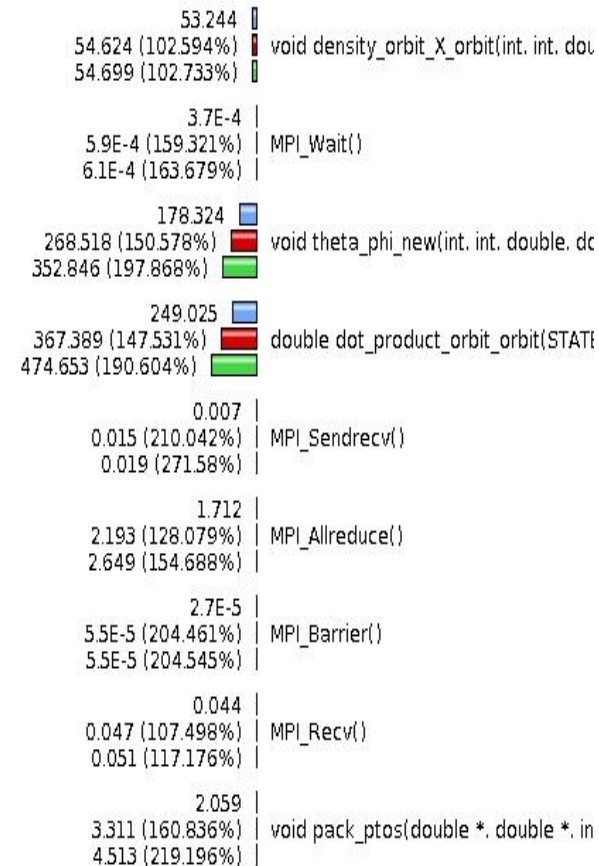 53.244
54.624 (102.594%) void density_orbit_X_orbit(int. int. dou
54.699 (102.733%)
3.7E-4
5.9E-4 (159.321%) MPI_Wait()
6.1E-4 (163.679%)
178.324
268.518 (150.578%) void theta_phi_new(int. int. double. do
352.846 (197.868%)
249.025
367.389 (147.531%) double dot_product_orbit_orbit(STATE
474.653 (190.604%)
0.007
0.015 (210.042%) MPI_Sendrecv()
0.019 (271.58%)
1.712
2.193 (128.079%) MPI_Allreduce()
2.649 (154.688%)
2.7E-5
5.5E-5 (204.461%) MPI_Barrier()
5.5E-5 (204.545%)
0.044
0.047 (107.498%) MPI_Recv()
0.051 (117.176%)
2.059
3.311 (160.836%) void pack_ptos(double *. double *. in
4.513 (219.196%)